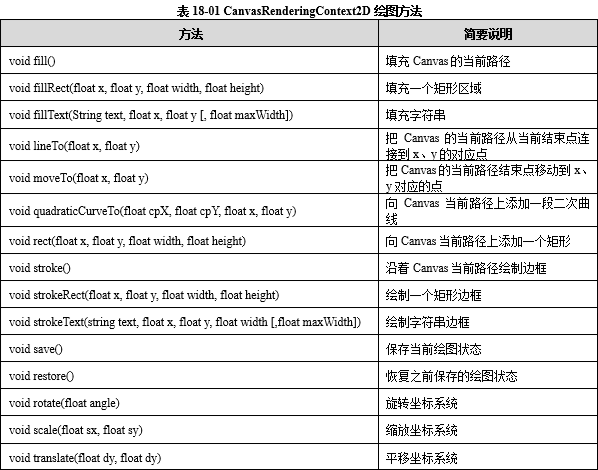 表 18-01 CanvasRenderingContext2D 绘图方法
方法 简要说明
void fill() 填充 Canvas 的当前路径
void fillRect(float x, float y, float width, float height) 填充一个矩形区域
void fillText(String text, float x, float y [, float maxWidth]) 填充字符串
void lineTo(float x, float y) 把 Canvas 的当前路径从当前结束点连
接到 x、y 的对应点
void moveTo(float x, float y) 把 Canvas 的当前路径结束点移动到 x、
y 对应的点
void quadraticCurveTo(float cpX, float cpY, float x, float y) 向 Canvas 当前路径上添加一段二次曲
线
void rect(float x, float y, float width, float height) 向 Canvas 当前路径上添加一个矩形
void stroke() 沿着 Canvas 当前路径绘制边框
void strokeRect(float x, float y, float width, float height) 绘制一个矩形边框
void strokeText(string text, float x, float y, float width [,float maxWidth]) 绘制字符串边框
void save() 保存当前绘图状态
void restore() 恢复之前保存的绘图状态
void rotate(float angle) 旋转坐标系统
void scale(float sx, float sy) 缩放坐标系统
void translate(float dy, float dy) 平移坐标系统